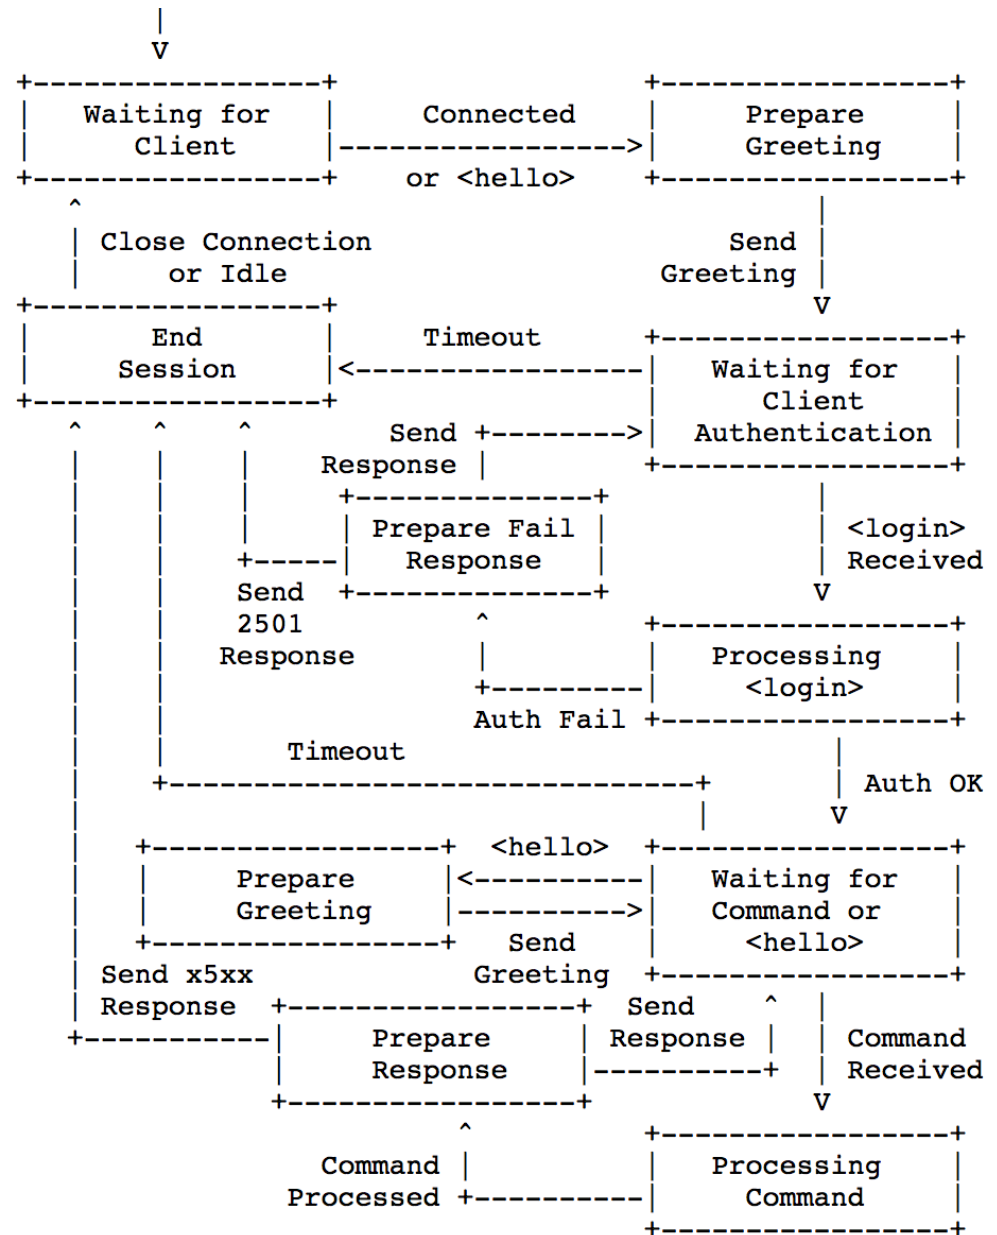 |
                 V
 +-----------------+                  +-----------------+
 |   Waiting for   |     Connected    |     Prepare     |
 |      Client     |----------------->|     Greeting    |
 +-----------------+    or <hello>    +-----------------+
    ^                                           |
    | Close Connection                     Send |
    |     or Idle                      Greeting |
 +-----------------+                            V
 |       End       |     Timeout      +-----------------+
 |     Session     |<-----------------|   Waiting for   |
 +-----------------+                  |      Client     |
    ^    ^    ^        Send +-------->|  Authentication |
    |    |    |    Response |         +-----------------+
    |    |    |     +--------------+            |
    |    |    |     | Prepare Fail |            | <login>
    |    |    +-----|   Response   |            | Received
    |    |    Send  +--------------+            V
    |    |    2501          ^         +-----------------+
    |    |   Response       |         |   Processing    |
    |    |                  +---------|     <login>     |
    |    |                  Auth Fail +-----------------+
    |    |       Timeout                         |
    |    +-------------------------------+       | Auth OK
    |                                    |       V
    |   +-----------------+  <hello>  +-----------------+
    |   |     Prepare     |<----------|   Waiting for   |
    |   |     Greeting    |---------->|   Command or    |
    |   +-----------------+   Send    |     <hello>     |
    | Send x5xx             Greeting  +-----------------+
    | Response  +-----------------+  Send    ^  |
    +-----------|     Prepare     | Response |  | Command
                |     Response    |----------+  | Received
                +-----------------+             V
                           ^          +-----------------+
                   Command |          |   Processing    |
                 Processed +----------|     Command     |
                                      +-----------------+